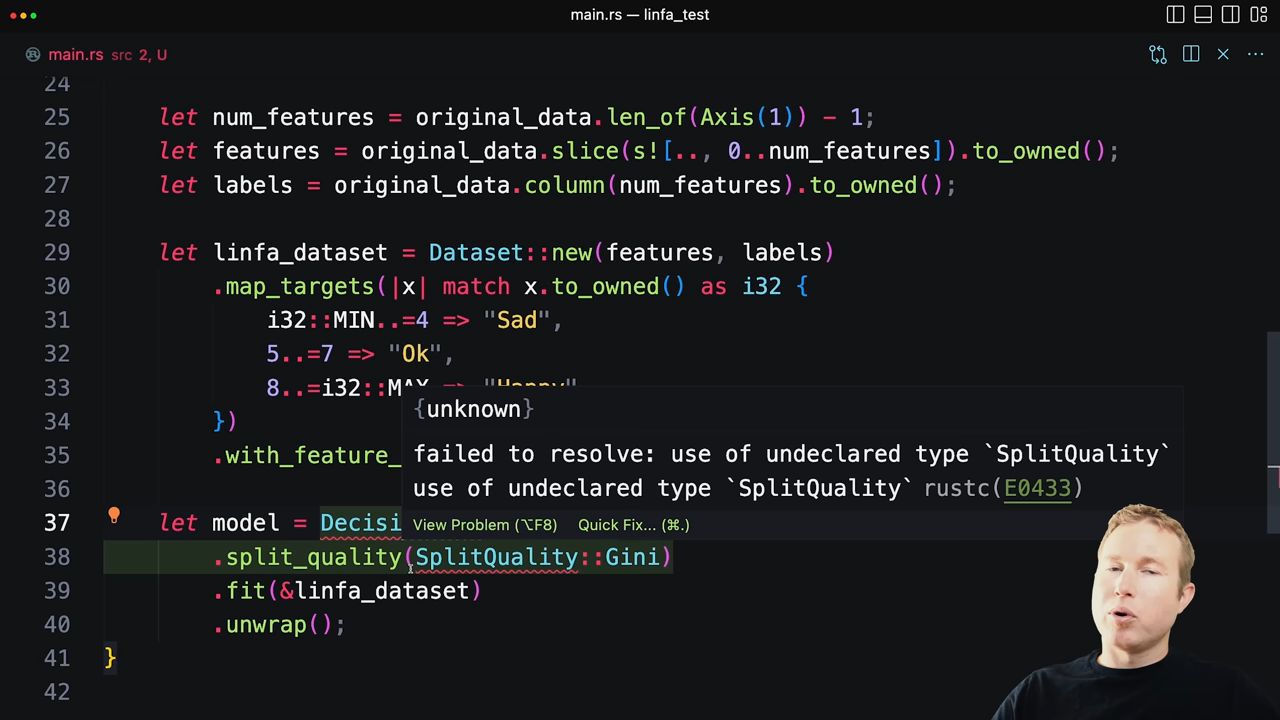 main.rs — linfa_test
main.rs src 2, U
24
25 let num_features = original_data.len_of(Axis(1)) - 1;
26 let features = original_data.slice(s![.., 0..num_features]).to_owned();
27 let labels = original_data.column(num_features).to_owned();
28
29 let linfa_dataset = Dataset::new(features, labels)
30 .map_targets(|x| match x.to_owned() as i32 {
31 i32::MIN..=4 => "Sad",
32 5..=7 => "Ok",
33 8..=i32::MAX => "Happy"
{unknown}
34 })
failed to resolve: use of undeclared type `SplitQuality`
35 .with_feature_
use of undeclared type `SplitQuality` rustc(E0433)
36
37 let model = Decisi
View Problem (⌥F8) Quick Fix... (⌘.)
38 .split_quality(SplitQuality::Gini)
39 .fit(&linfa_dataset)
40 .unwrap();
41 }
42